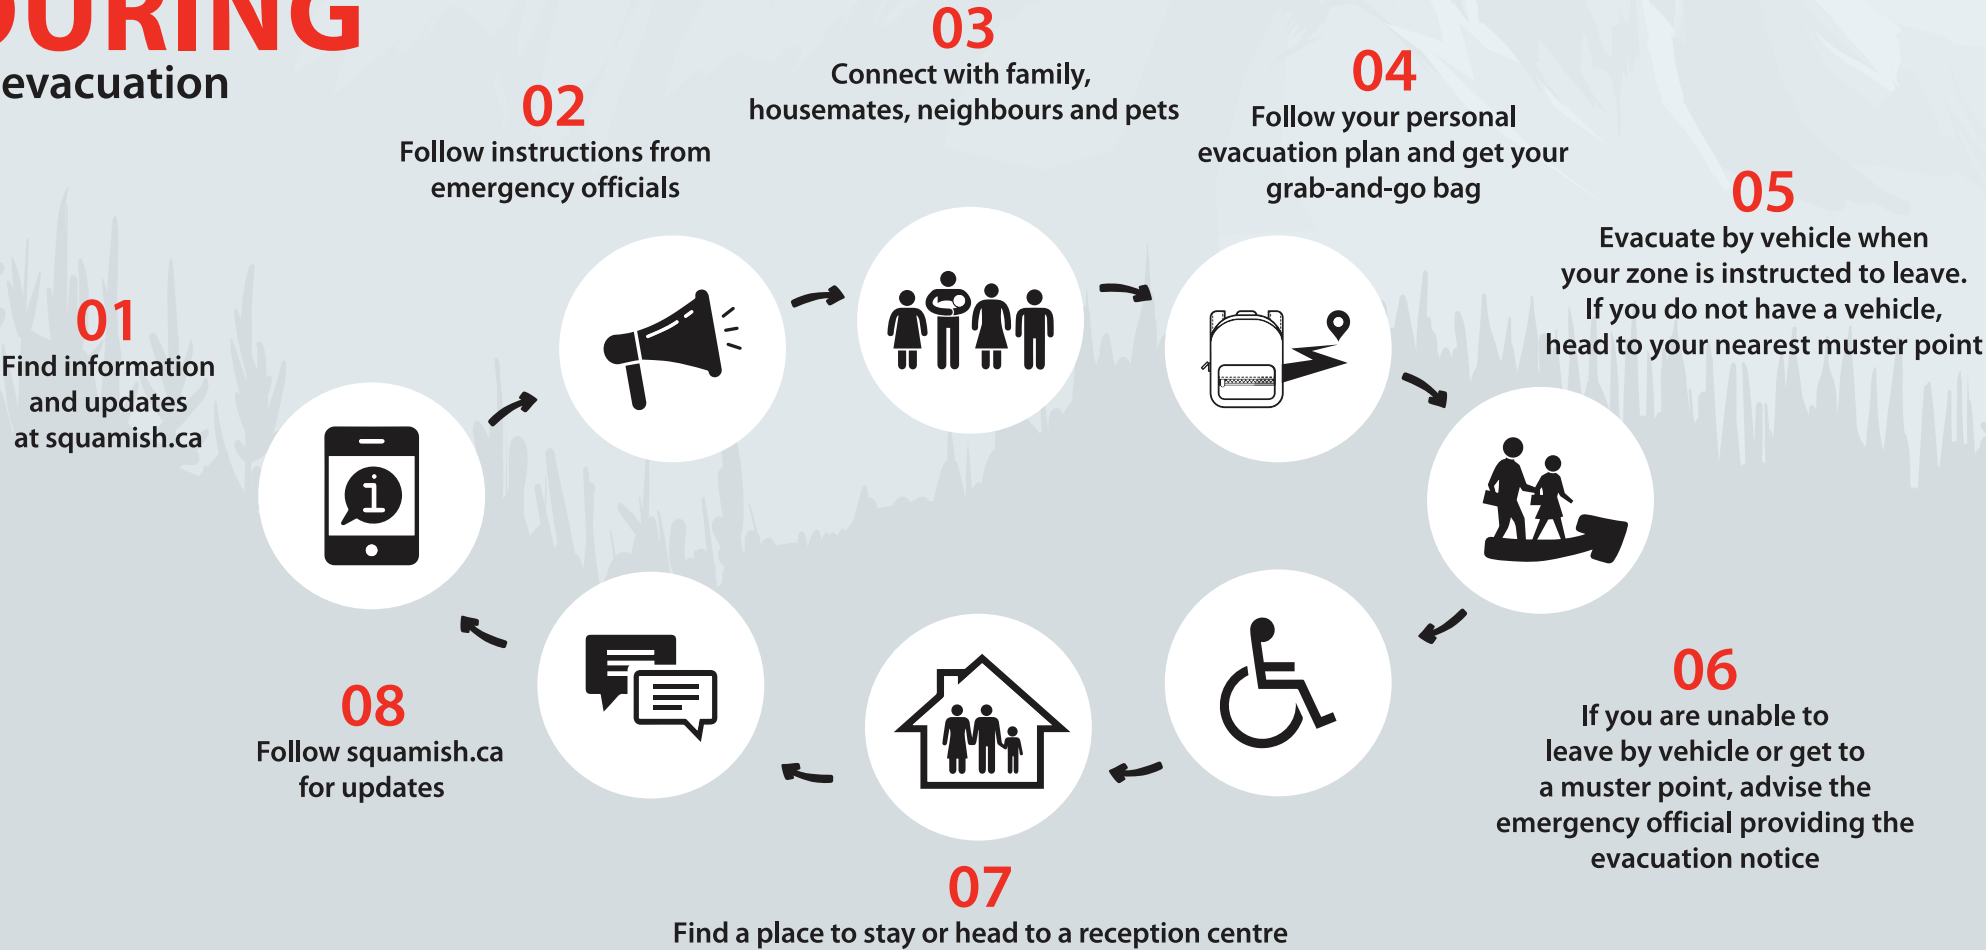 DURING
evacuation
01
Find information
and updates
at squamish.ca
02
Follow instructions from
emergency officials
03
Connect with family,
housemates, neighbours and pets
04
Follow your personal
evacuation plan and get your
grab-and-go bag
05
Evacuate by vehicle when
your zone is instructed to leave.
If you do not have a vehicle,
head to your nearest muster point
06
If you are unable to
leave by vehicle or get to
a muster point, advise the
emergency official providing the
evacuation notice
07
Find a place to stay or head to a reception centre
08
Follow squamish.ca
for updates
i